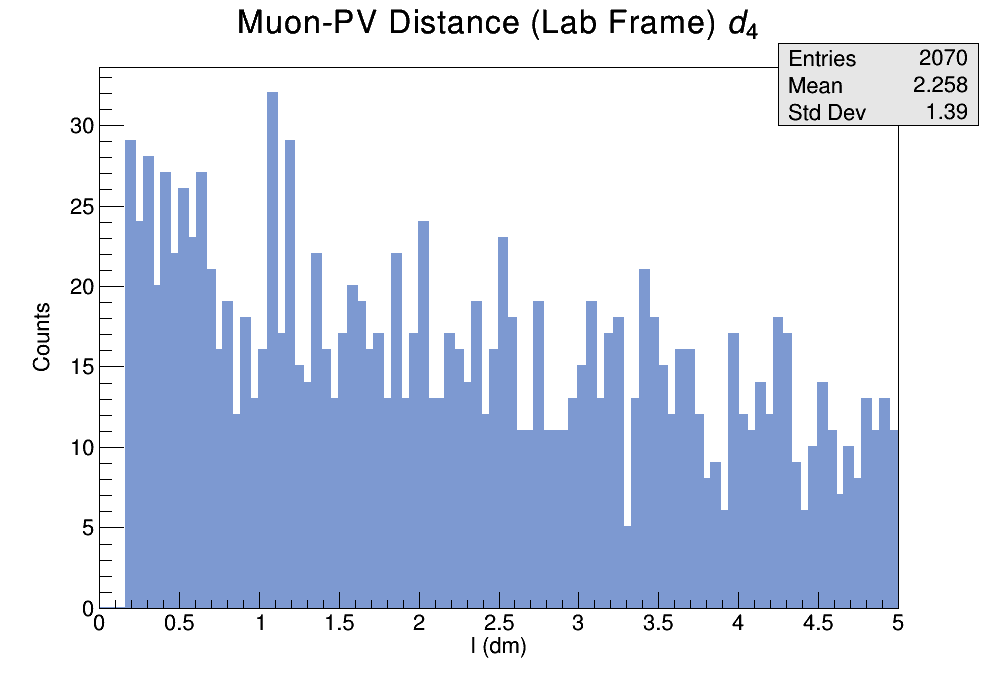 Muon-PV Distance (Lab Frame) d₄
Entries 2070
Mean 2.258
Std Dev 1.39
30
25
20
15
10
5
0
Counts
0 0.5 1 1.5 2 2.5 3 3.5 4 4.5 5
l (dm)